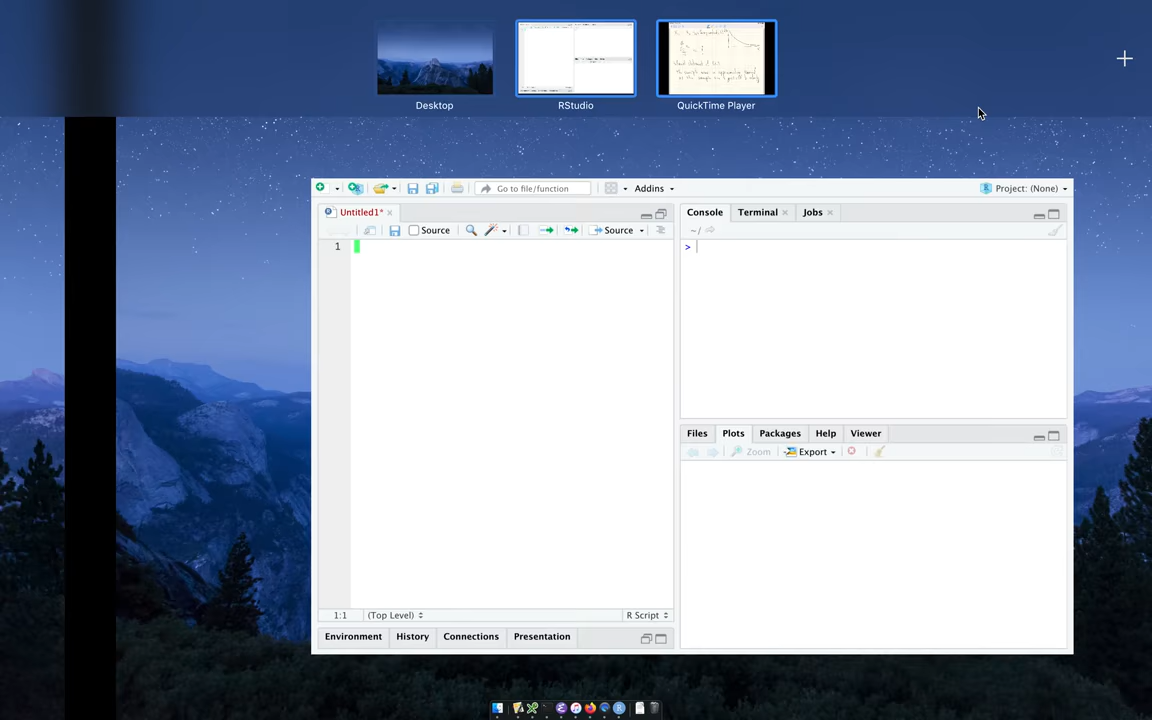 Desktop
RStudio
QuickTime Player
Go to file/function
Addins
Project: (None)
Untitled1*
Source
Source
1
1:1
(Top Level)
R Script
Environment
History
Connections
Presentation
Console
Terminal
Jobs
~/
>
Files
Plots
Packages
Help
Viewer
Zoom
Export